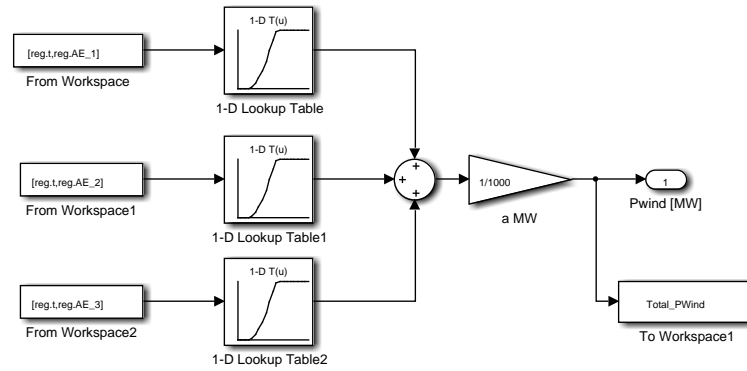 1-D T(u)
[reg.t,reg.AE_1]
From Workspace
1-D Lookup Table
1-D T(u)
[reg.t,reg.AE_2]
From Workspace1
1-D Lookup Table1
+
+
+
1/1000
a MW
1
Pwind [MW]
1-D T(u)
[reg.t,reg.AE_3]
From Workspace2
1-D Lookup Table2
Total_PWind
To Workspace1